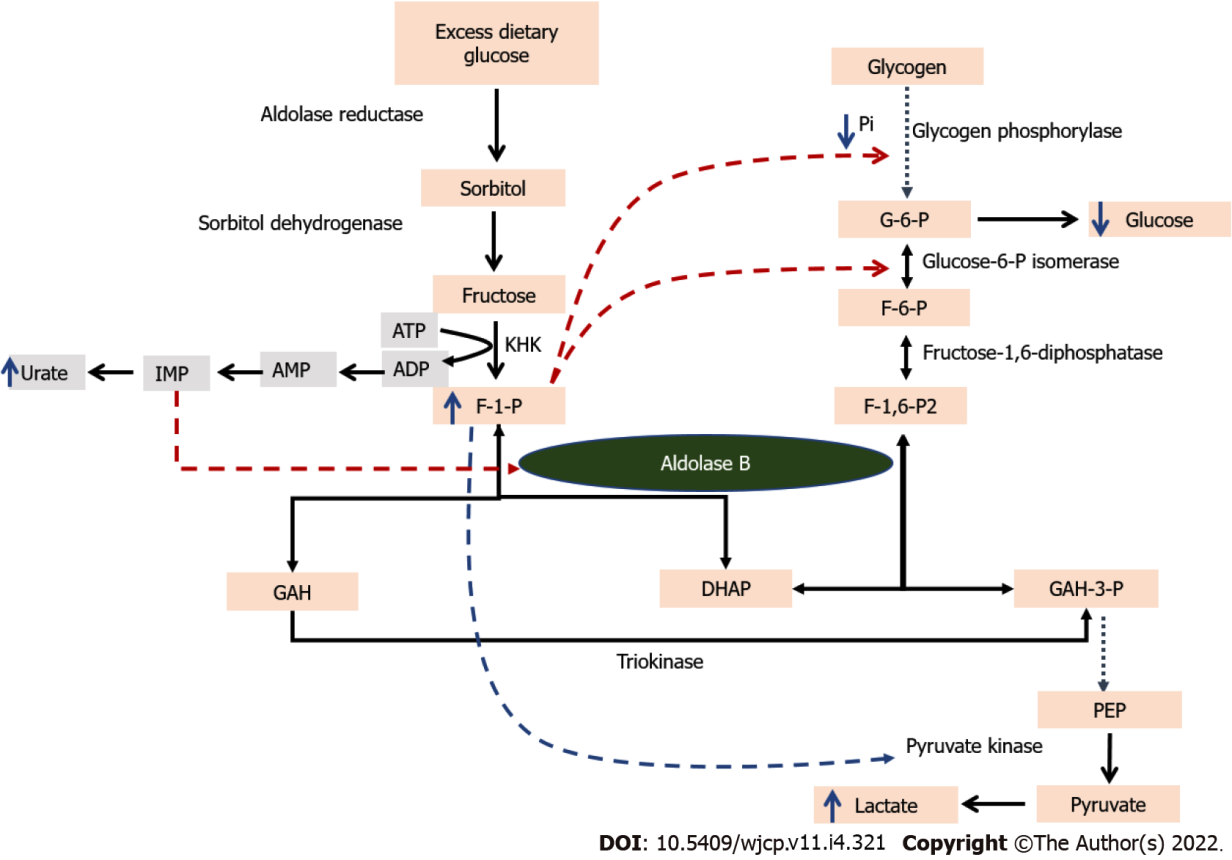 Excess dietary
glucose
Glycogen
Aldolase reductase
Pi
Glycogen phosphorylase
Sorbitol
Sorbitol dehydrogenase
G-6-P
Glucose
Glucose-6-P isomerase
Fructose
F-6-P
ATP
KHK
Fructose-1,6-diphosphatase
Urate
IMP
AMP
ADP
F-1-P
F-1,6-P2
Aldolase B
GAH
DHAP
GAH-3-P
Triokinase
PEP
Pyruvate kinase
Lactate
Pyruvate
DOI: 10.5409/wjcp.v11.i4.321 Copyright ©The Author(s) 2022.